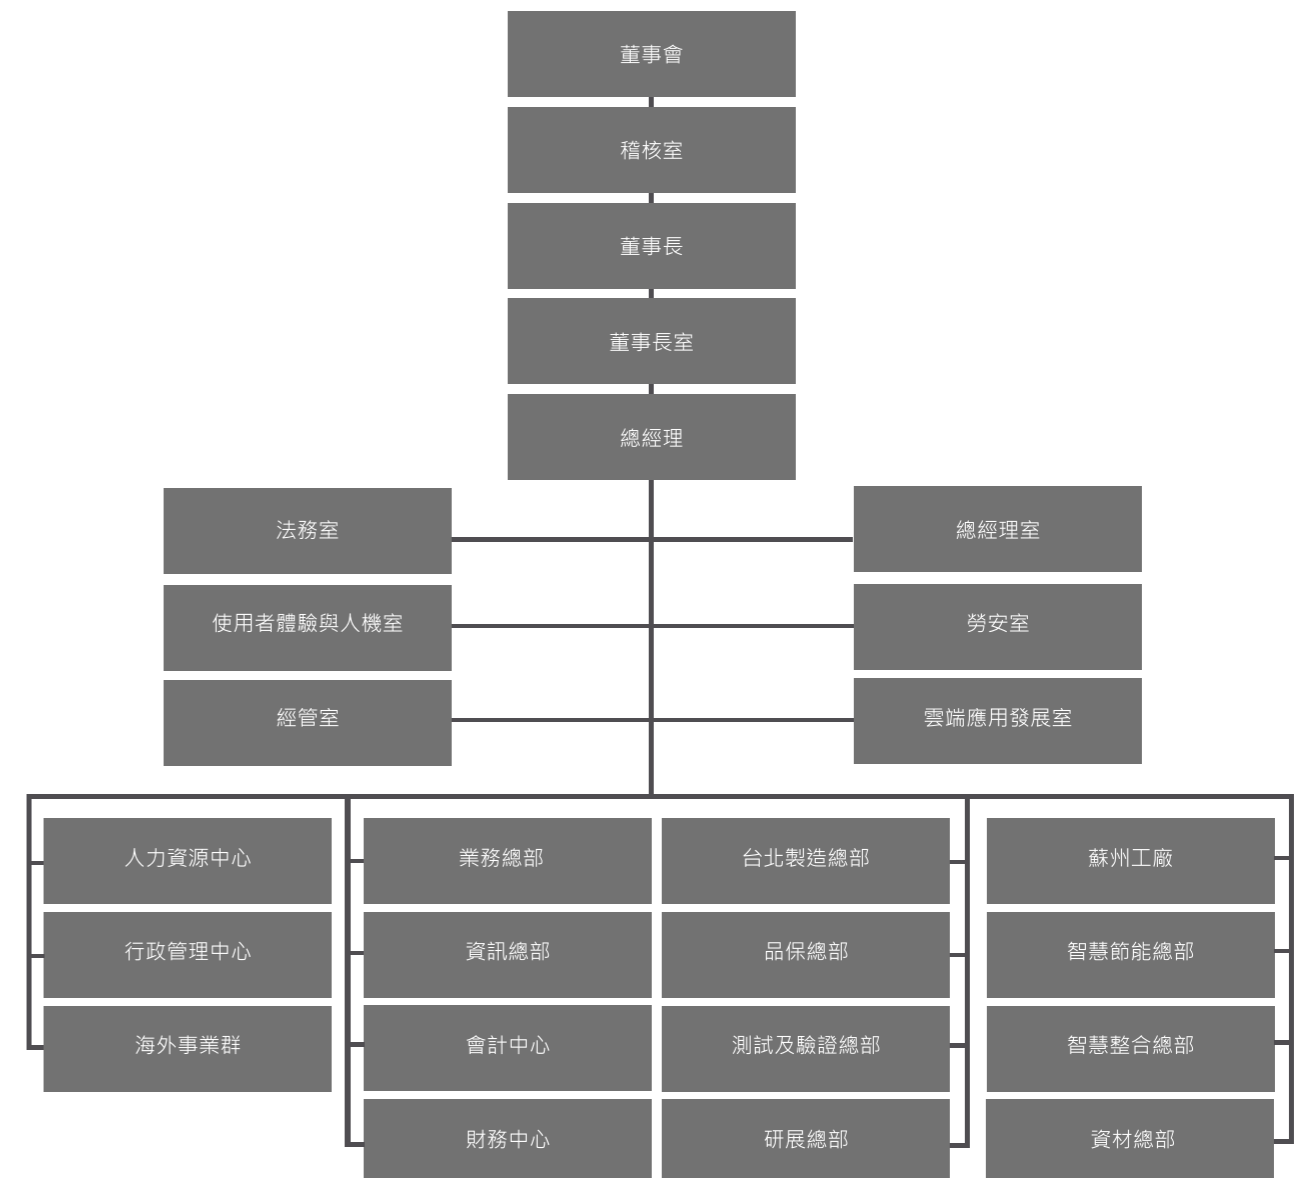 董事會
稽核室
董事長
董事長室
總經理
法務室
總經理室
使用者體驗與人機室
勞安室
經管室
雲端應用發展室
人力資源中心
業務總部
台北製造總部
蘇州工廠
行政管理中心
資訊總部
品保總部
智慧節能總部
海外事業群
會計中心
測試及驗證總部
智慧整合總部
財務中心
研展總部
資材總部